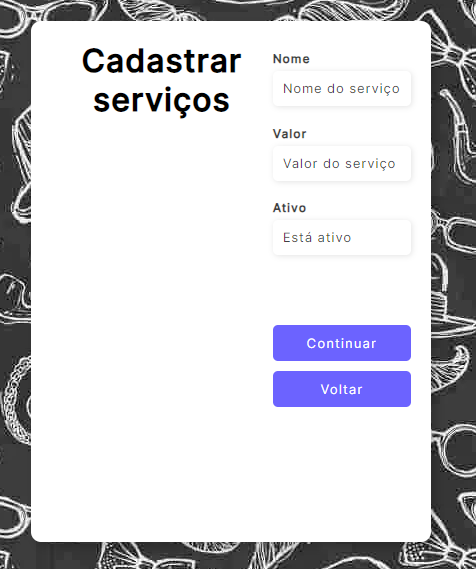 Cadastrar
serviços
Nome
Nome do serviço
Valor
Valor do serviço
Ativo
Está ativo
Continuar
Voltar